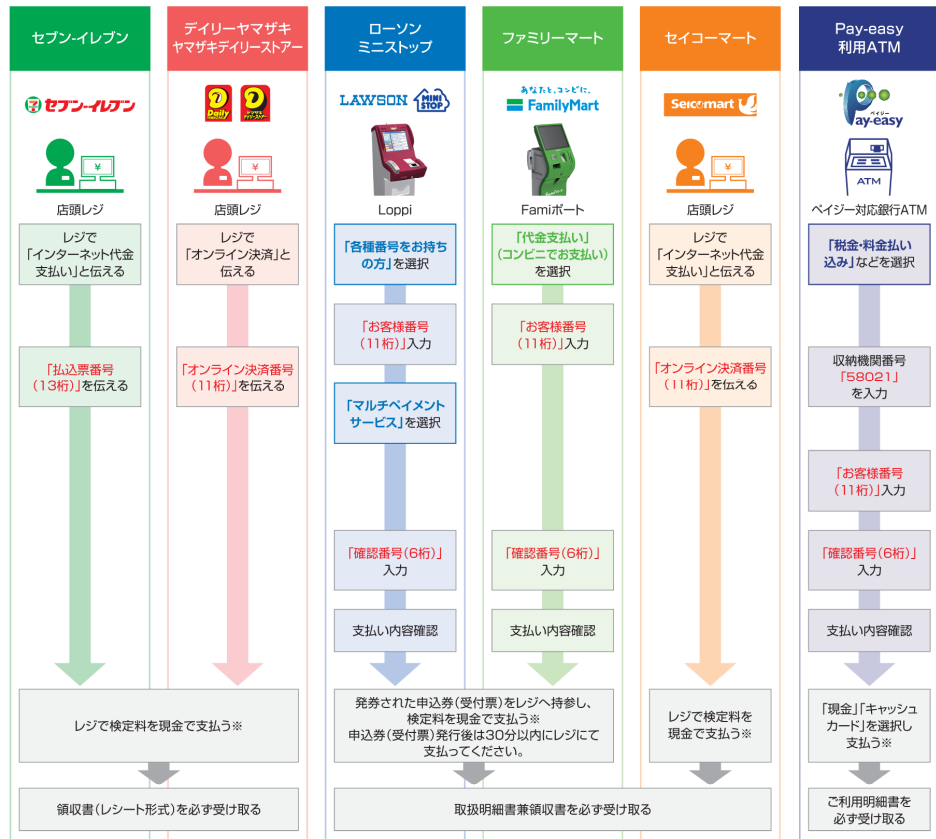 セブン-イレブン
セブン-イレブン
¥
店頭レジ
レジで
「インターネット代金
支払い」と伝える
「払込票番号
(13桁)」を伝える
デイリーヤマザキ
ヤマザキデイリーストアー
Daily
¥
店頭レジ
レジで
「オンライン決済」と
伝える
「オンライン決済番号
(11桁)」を伝える
レジで検定料を現金で支払う※
領収書(レシート形式)を必ず受け取る
ローソン
ミニストップ
LAWSON
MINI
STOP
Loppi
「各種番号をお持ち
の方」を選択
「お客様番号
(11桁)」入力
「マルチペイメント
サービス」を選択
「確認番号(6桁)」
入力
支払い内容確認
ファミリーマート
あなたと、コンビに、
FamilyMart
Famiポート
「代金支払い」
(コンビニでお支払い)
を選択
「お客様番号
(11桁)」入力
「確認番号(6桁)」
入力
支払い内容確認
発券された申込券(受付票)をレジへ持参し、
検定料を現金で支払う※
申込券(受付票)発行後は30分以内にレジにて
支払ってください。
セイコーマート
Seicomart
¥
店頭レジ
レジで
「インターネット代金
支払い」と伝える
「オンライン決済番号
(11桁)」を伝える
レジで検定料を
現金で支払う※
取扱明細書兼領収書を必ず受け取る
Pay-easy
利用ATM
ペイジー
Pay-easy
ATM
ペイジー対応銀行ATM
「税金・料金払い
込み」などを選択
収納機関番号
「58021」
を入力
「お客様番号
(11桁)」入力
「確認番号(6桁)」
入力
支払い内容確認
「現金」「キャッシュ
カード」を選択し
支払う※
ご利用明細書を
必ず受け取る